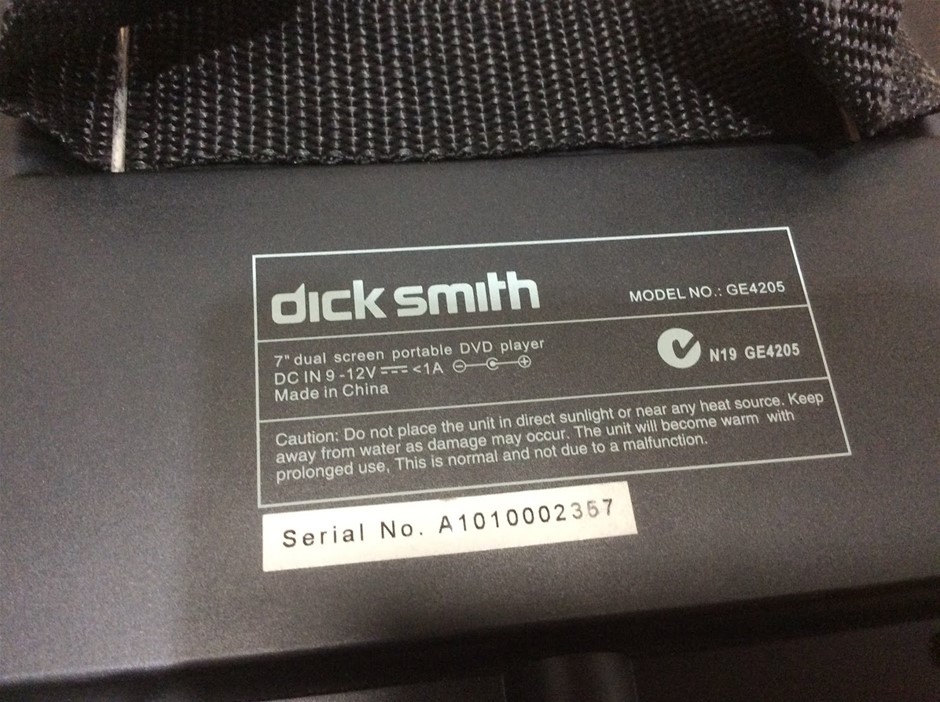 dick smith
MODEL NO.: GE4205
7" dual screen portable DVD player
DC IN 9 -12V <1A
Made in China
N19 GE4205
Caution: Do not place the unit in direct sunlight or near any heat source. Keep
away from water as damage may occur. The unit will become warm with
prolonged use, This is normal and not due to a malfunction.
Serial No. A1010002357